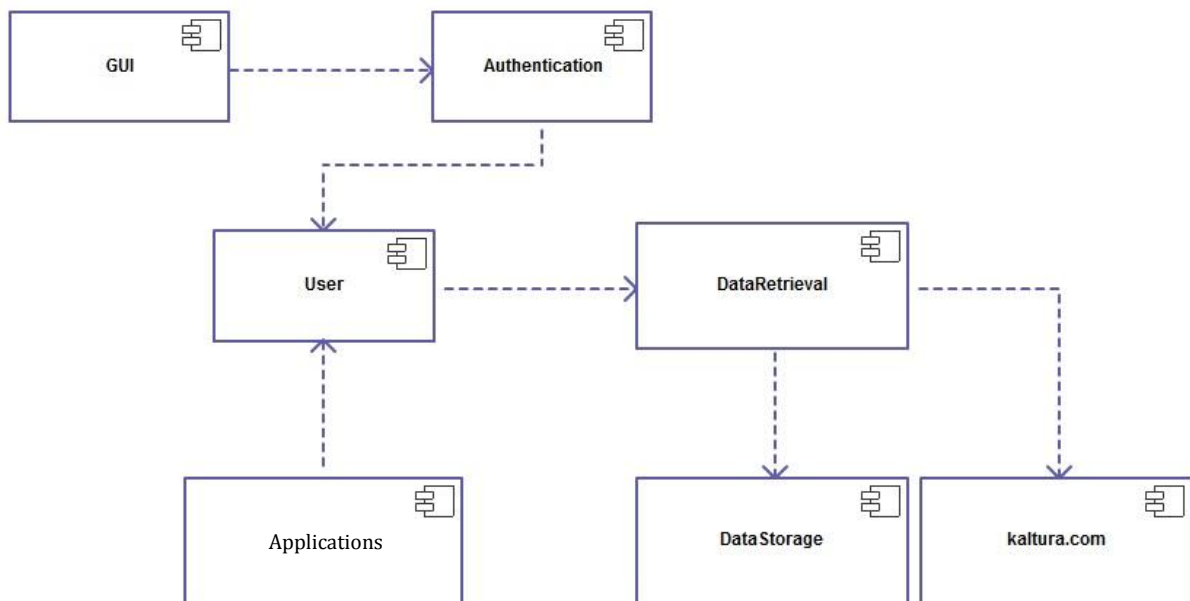 GUI
Authentication
User
DataRetrieval
Applications
DataStorage
kaltura.com